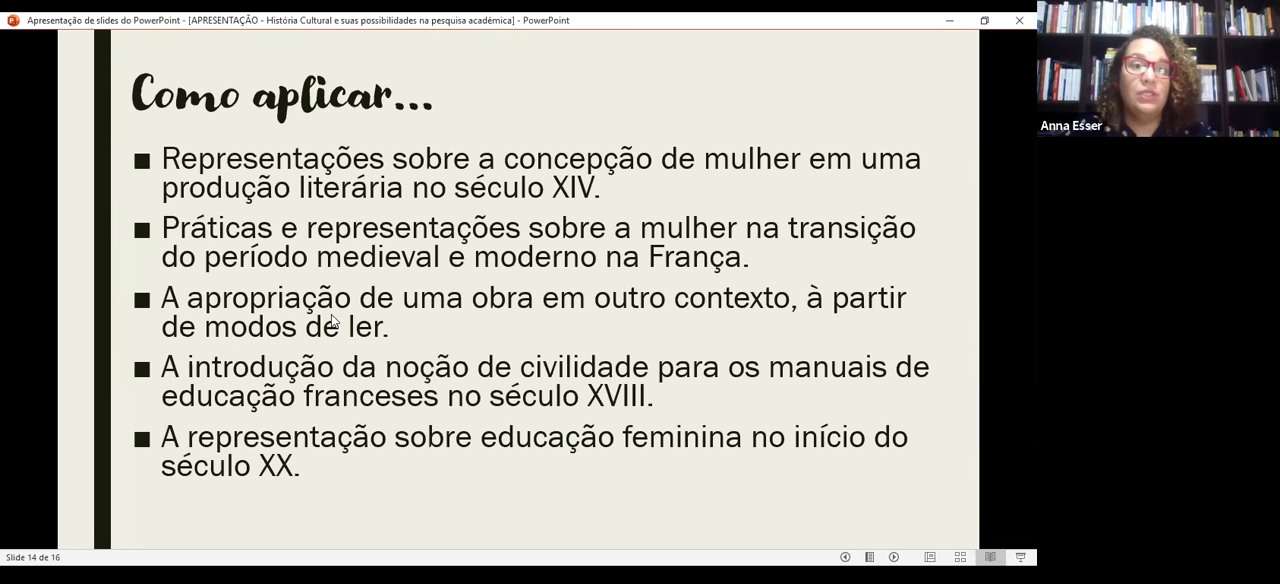 Apresentação de slides do PowerPoint - [APRESENTAÇÃO - História Cultural e suas possibilidades na pesquisa acadêmica] - PowerPoint
Como aplicar...
■ Representações sobre a concepção de mulher em uma
produção literária no século XIV.
■ Práticas e representações sobre a mulher na transição
do período medieval e moderno na França.
■ A apropriação de uma obra em outro contexto, à partir
de modos de ler.
■ A introdução da noção de civilidade para os manuais de
educação franceses no século XVIII.
■ A representação sobre educação feminina no início do
século XX.
Slide 14 de 16
Anna Esser